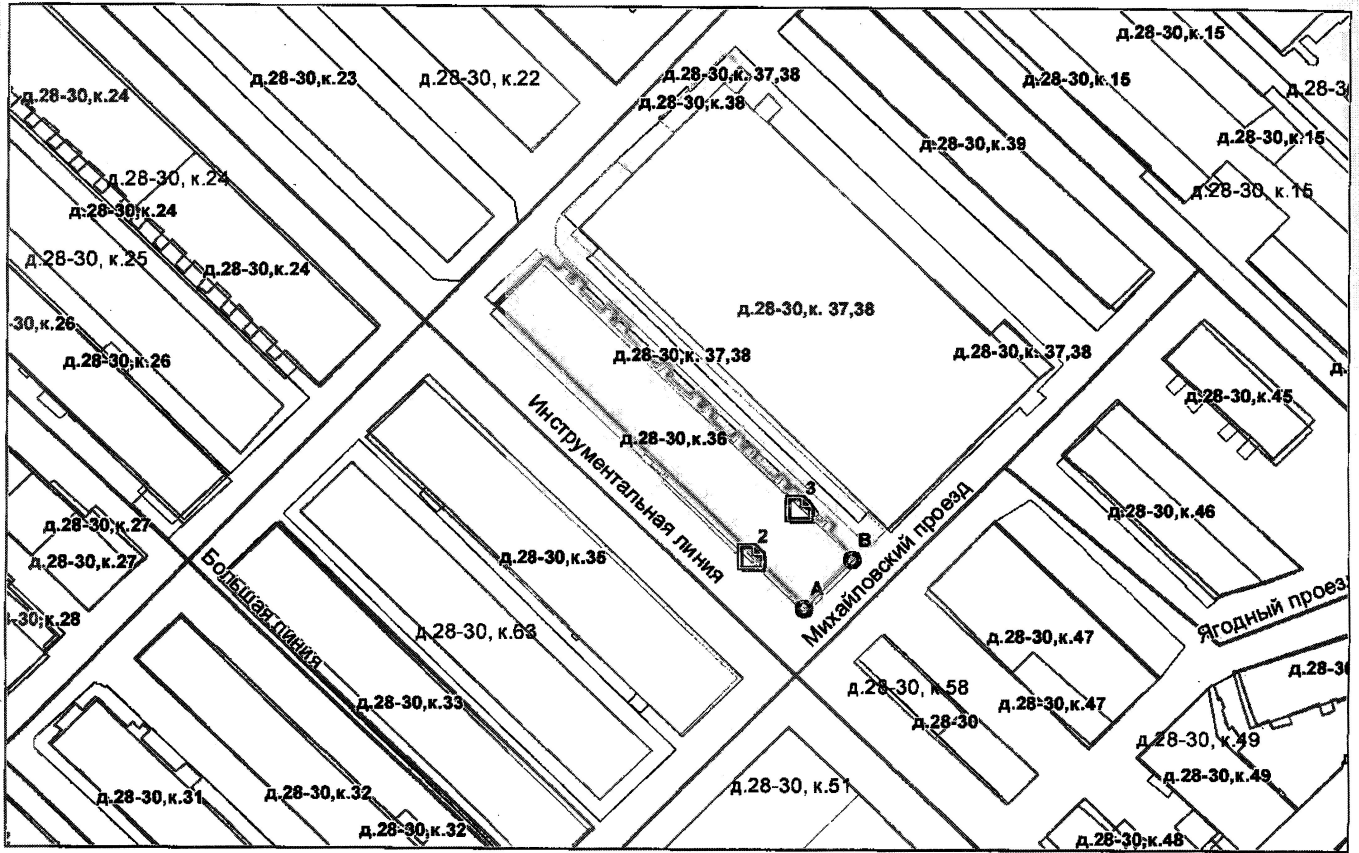 д.28-30,к.15
д.28-30,к.23
д.28-30, к.22
д.28-30,к. 37,38
д.28-30,к.15
д.28-3
д.28-30,к.24
д.28-30,к.38
д.28-30,к.39
д.28-30,к.15
д.28-30, к.24
д.28-30, к.15
д.28-30,к.24
д.28-30, к.25
д.28-30,к.24
д.28-30,к. 37,38
-30,к.26
д.28-30,к.26
д.28-30,к. 37,38
д.28-30,к. 37,38
д.
д.28-30,к.45
Инструментальная линия
д.28-30,к.36
3
д.28-30,к.46
д.28-30,к.27
д.28-30,к.27
Большая линия
д.28-30,к.35
2
В
А
Михайловский проезд
Ягодный проезд
-30,к.28
д.28-30, к.63
д.28-30,к.47
д.28-30
д.28-30, к.58
д.28-30
д.28-30,к.47
д.28-30,к.33
д.28-30, к.49
д.28-30,к.49
д.28-30,к.31
д.28-30,к.32
д.28-30, к.51
д.28-30,к.32
д.28-30,к.48